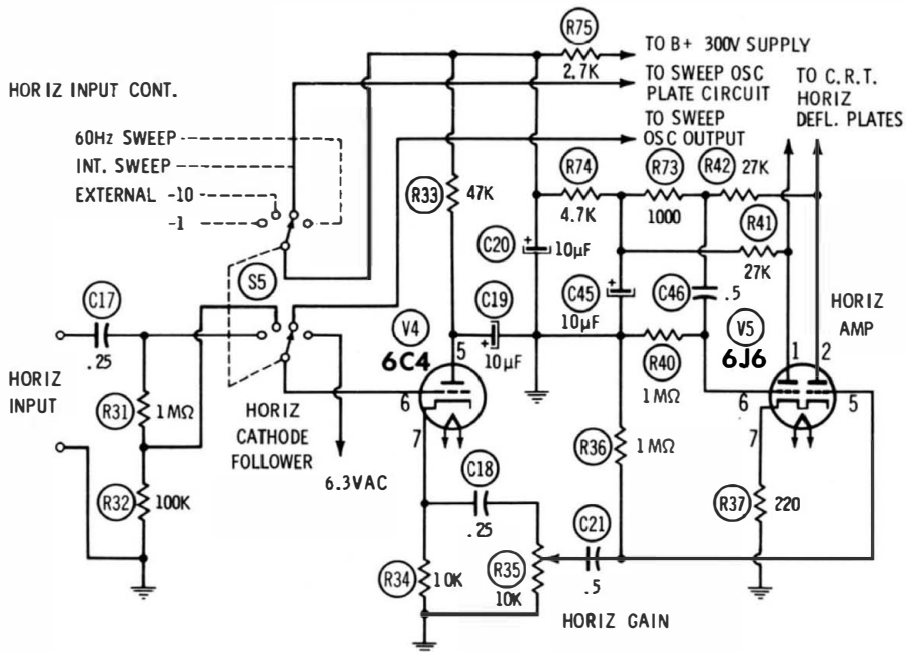 R75
2.7K
TO B+ 300V SUPPLY
TO SWEEP OSC
PLATE CIRCUIT
TO SWEEP
OSC OUTPUT
TO C.R.T.
HORIZ
DEFL. PLATES
HORIZ INPUT CONT.
60Hz SWEEP
INT. SWEEP
EXTERNAL -10
-1
S5
R33
47K
R74
4.7K
R73
1000
R42
27K
R41
27K
C20
+
10µF
C45
+
10µF
C46
.5
C19
+
10µF
HORIZ
AMP
C17
.25
HORIZ
INPUT
R31
1MΩ
R32
100K
HORIZ
CATHODE
FOLLOWER
6.3VAC
V4
6C4
5
6
7
R40
1MΩ
V5
6J6
1
2
6
5
7
R36
1MΩ
C18
.25
C21
.5
R37
220
R34
10K
R35
10K
HORIZ GAIN